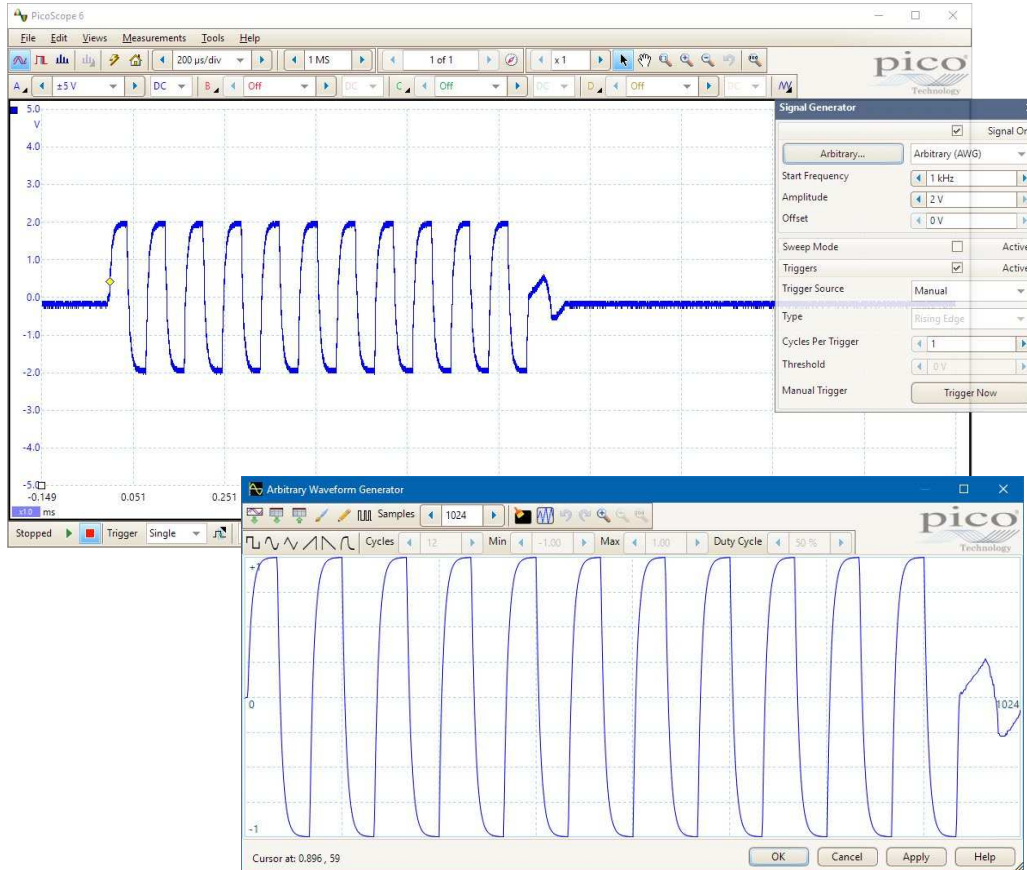 PicoScope 6
File Edit Views Measurements Tools Help
200 µs/div 1 MS 1 of 1 x 1
pico
Technology
A ±5 V DC B Off DC C Off DC D Off DC
5.0
V
4.0
3.0
2.0
1.0
0.0
-1.0
-2.0
-3.0
-4.0
-5.0
-0.149 0.051 0.251
x1.0 ms
Stopped Trigger Single
Signal Generator
Signal On
Arbitrary... Arbitrary (AWG)
Start Frequency 1 kHz
Amplitude 2 V
Offset 0 V
Sweep Mode Active
Triggers Active
Trigger Source Manual
Type Rising Edge
Cycles Per Trigger 1
Threshold 0 V
Manual Trigger Trigger Now
Arbitrary Waveform Generator
Samples 1024
pico
Technology
Cycles 12 Min -1.00 Max 1.00 Duty Cycle 50 %
+1
0 1024
-1
Cursor at: 0.896 , 59
OK Cancel Apply Help